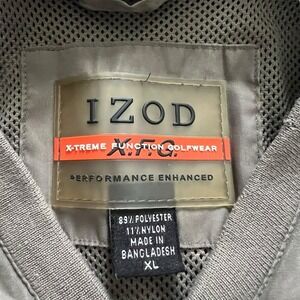 IZOD
X-TREME FUNCTION GOLFWEAR
X.F.G.
PERFORMANCE ENHANCED
89% POLYESTER
11% NYLON
MADE IN
BANGLADESH
XL